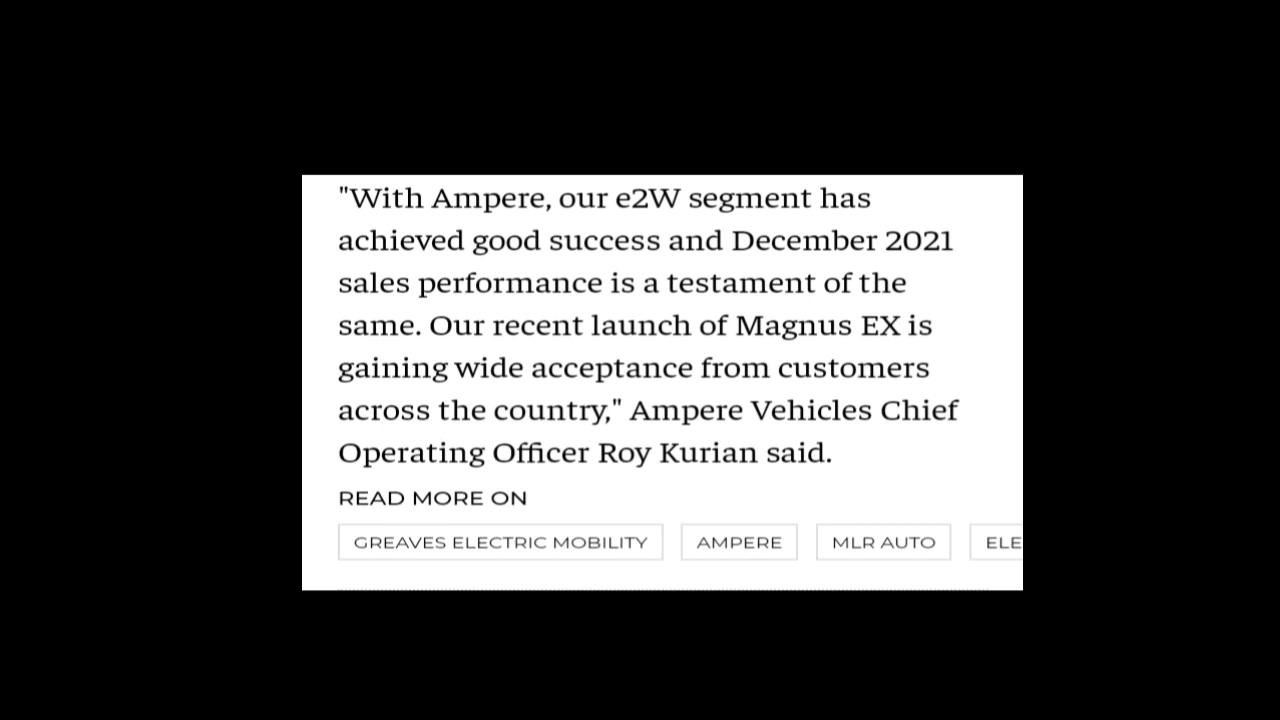 "With Ampere, our e2W segment has
achieved good success and December 2021
sales performance is a testament of the
same. Our recent launch of Magnus EX is
gaining wide acceptance from customers
across the country," Ampere Vehicles Chief
Operating Officer Roy Kurian said.
READ MORE ON
GREAVES ELECTRIC MOBILITY AMPERE MLR AUTO ELE